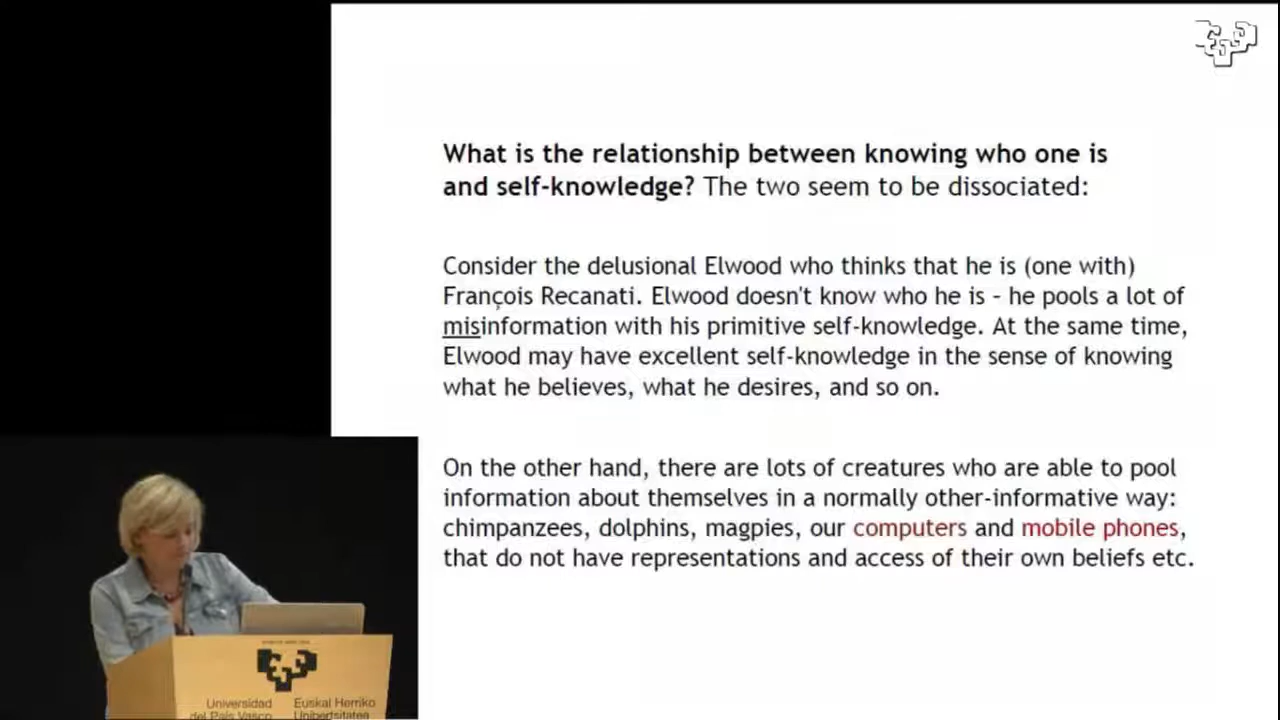 What is the relationship between knowing who one is
and self-knowledge? The two seem to be dissociated:
Consider the delusional Elwood who thinks that he is (one with)
François Recanati. Elwood doesn't know who he is - he pools a lot of
misinformation with his primitive self-knowledge. At the same time,
Elwood may have excellent self-knowledge in the sense of knowing
what he believes, what he desires, and so on.
On the other hand, there are lots of creatures who are able to pool
information about themselves in a normally other-informative way:
chimpanzees, dolphins, magpies, our computers and mobile phones,
that do not have representations and access of their own beliefs etc.
Universidad Euskal Herriko
del País Vasco Unibertsitatea